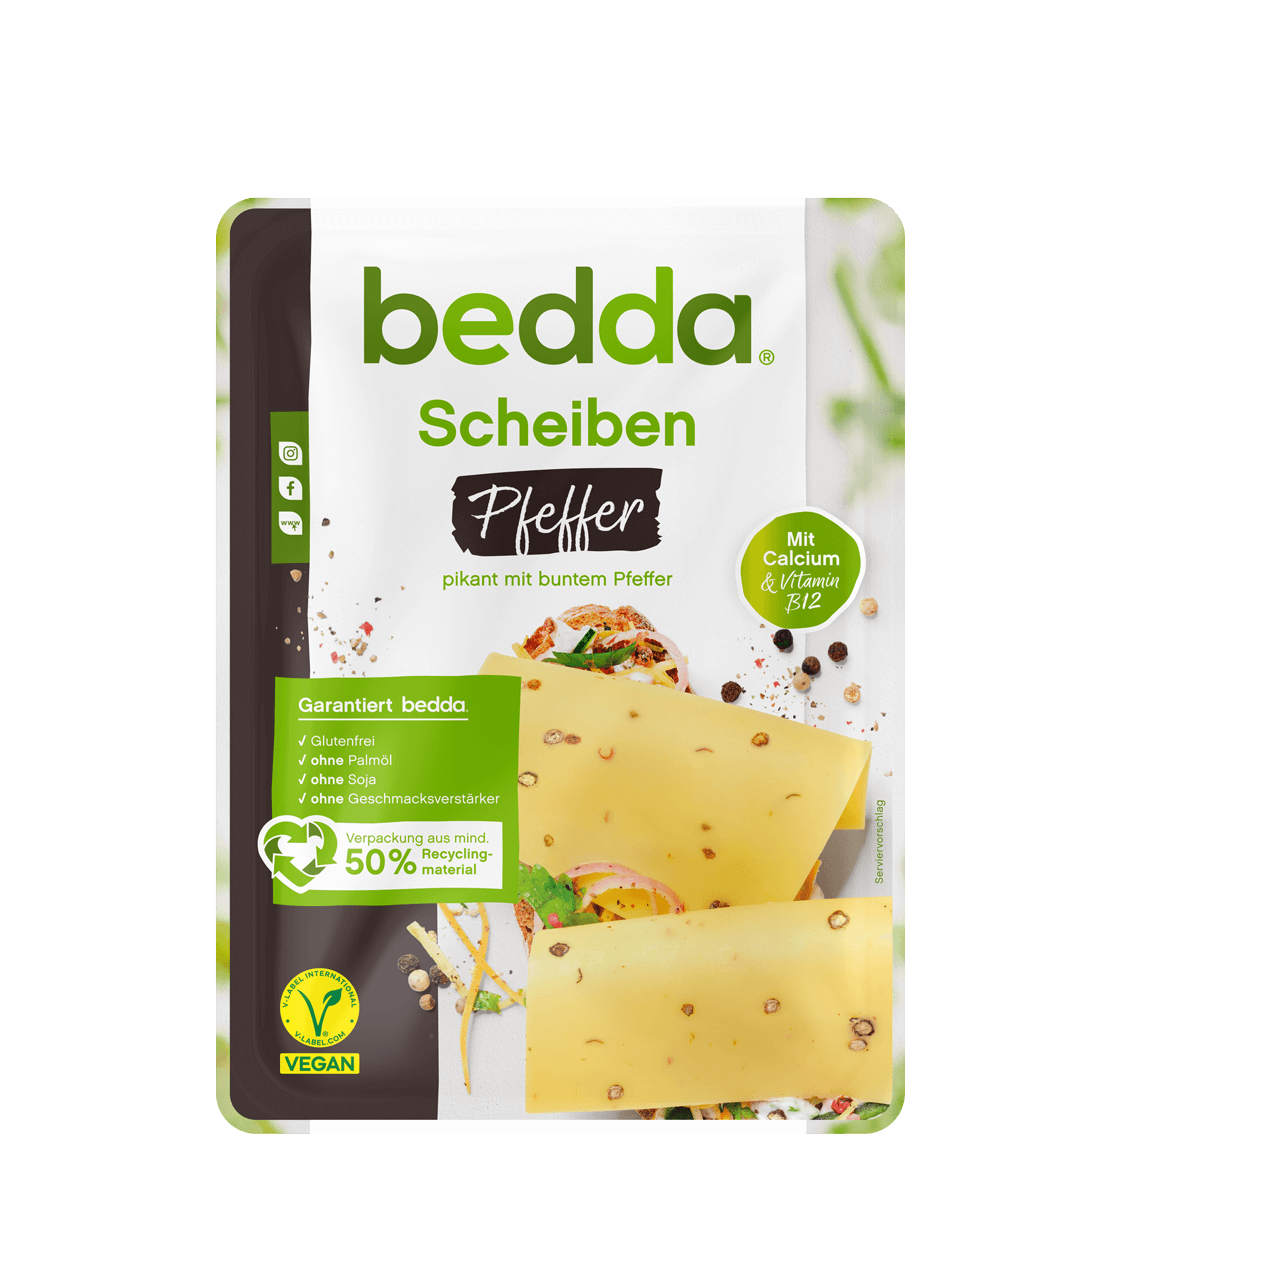 bedda®
Scheiben
Pfeffer
pikant mit buntem Pfeffer
www
Mit
Calcium
& Vitamin
B12
Garantiert bedda.
✓ Glutenfrei
✓ ohne Palmöl
✓ ohne Soja
✓ ohne Geschmacksverstärker
Verpackung aus mind.
50% Recycling-
material
Serviervorschlag
V-LABEL INTERNATIONAL
V-LABEL.COM
®
VEGAN